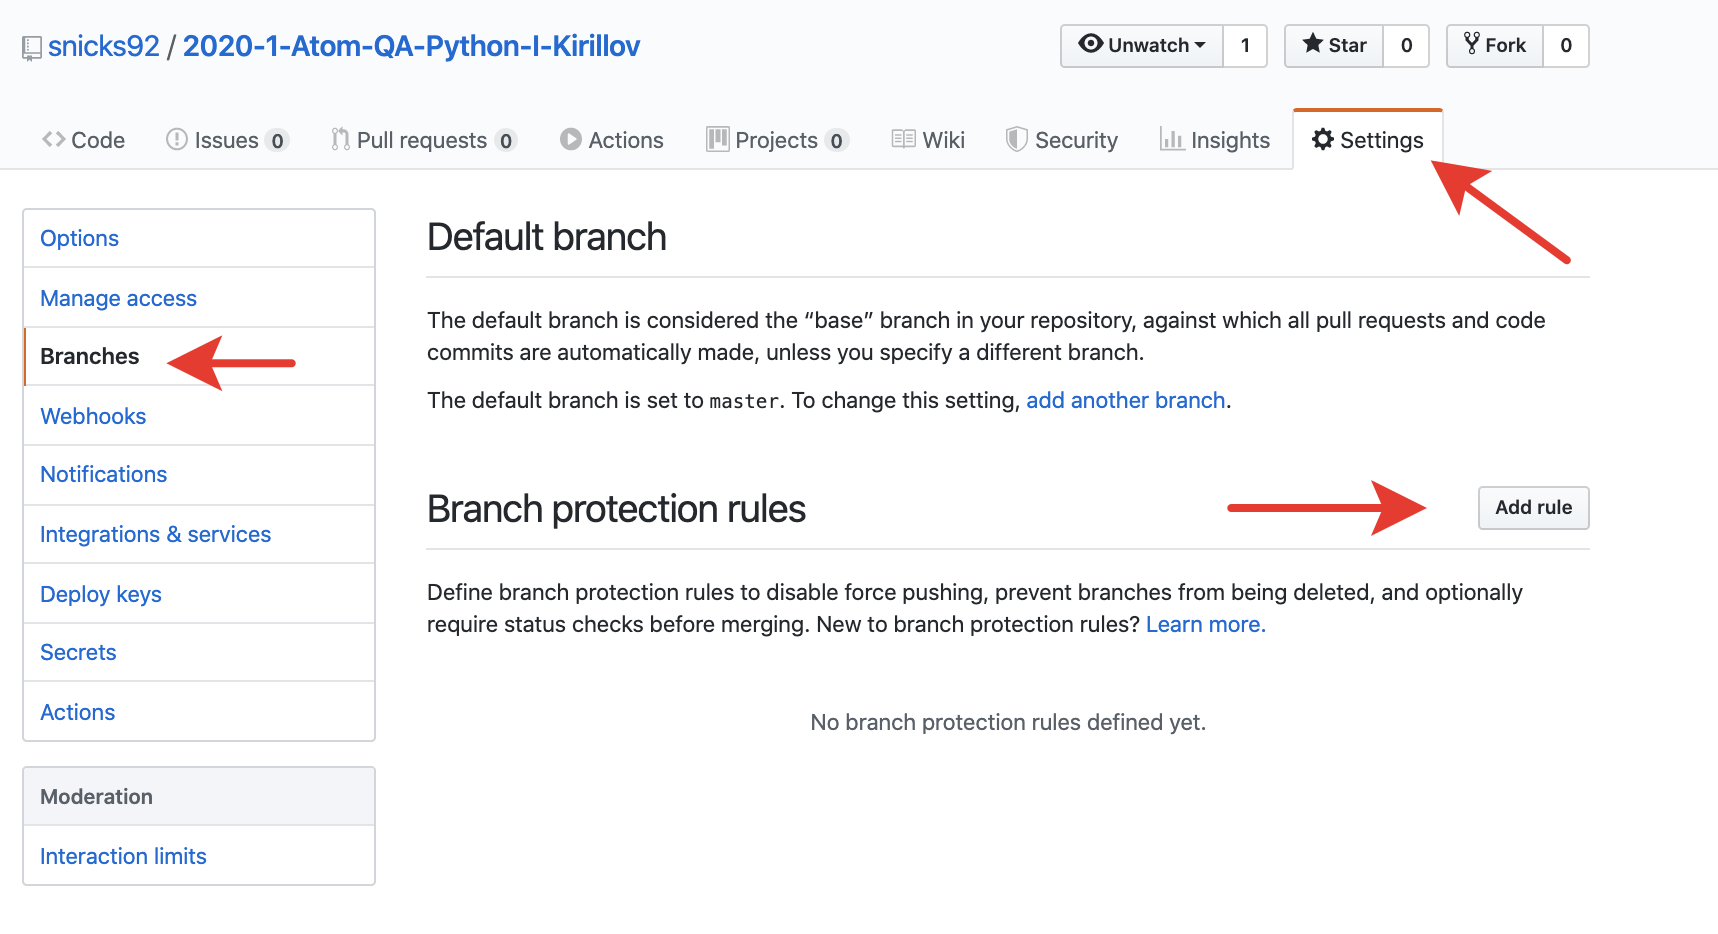 snicks92 / 2020-1-Atom-QA-Python-I-Kirillov
Unwatch 1 Star 0 Fork 0
Code Issues 0 Pull requests 0 Actions Projects 0 Wiki Security Insights Settings
Options
Manage access
Branches
Webhooks
Notifications
Integrations & services
Deploy keys
Secrets
Actions
Moderation
Interaction limits
Default branch
The default branch is considered the “base” branch in your repository, against which all pull requests and code
commits are automatically made, unless you specify a different branch.
The default branch is set to master. To change this setting, add another branch.
Branch protection rules
Add rule
Define branch protection rules to disable force pushing, prevent branches from being deleted, and optionally
require status checks before merging. New to branch protection rules? Learn more.
No branch protection rules defined yet.